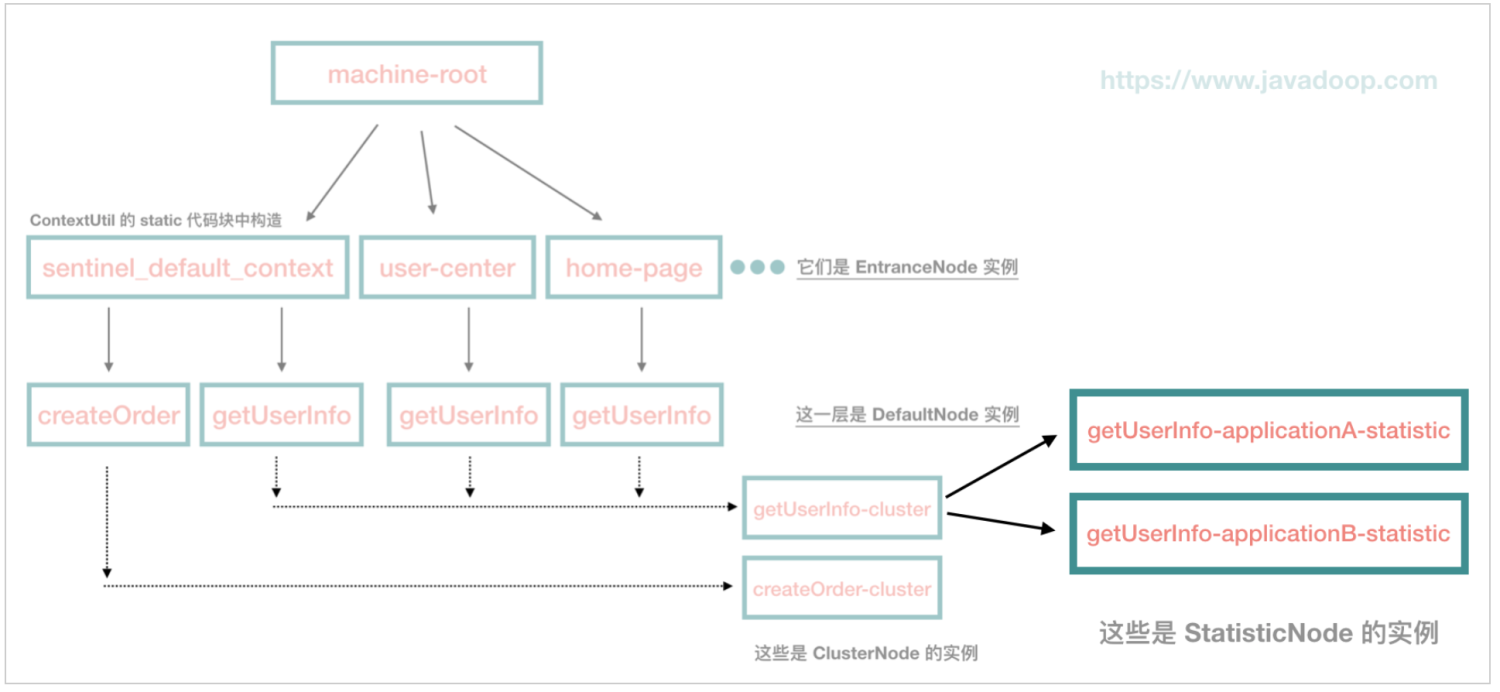 machine-root
https://www.javadoop.com
ContextUtil 的 static 代码块中构造
sentinel_default_context
user-center
home-page
它们是 EntranceNode 实例
createOrder
getUserInfo
getUserInfo
getUserInfo
这一层是 DefaultNode 实例
getUserInfo-applicationA-statistic
getUserInfo-cluster
getUserInfo-applicationB-statistic
createOrder-cluster
这些是 StatisticNode 的实例
这些是 ClusterNode 的实例